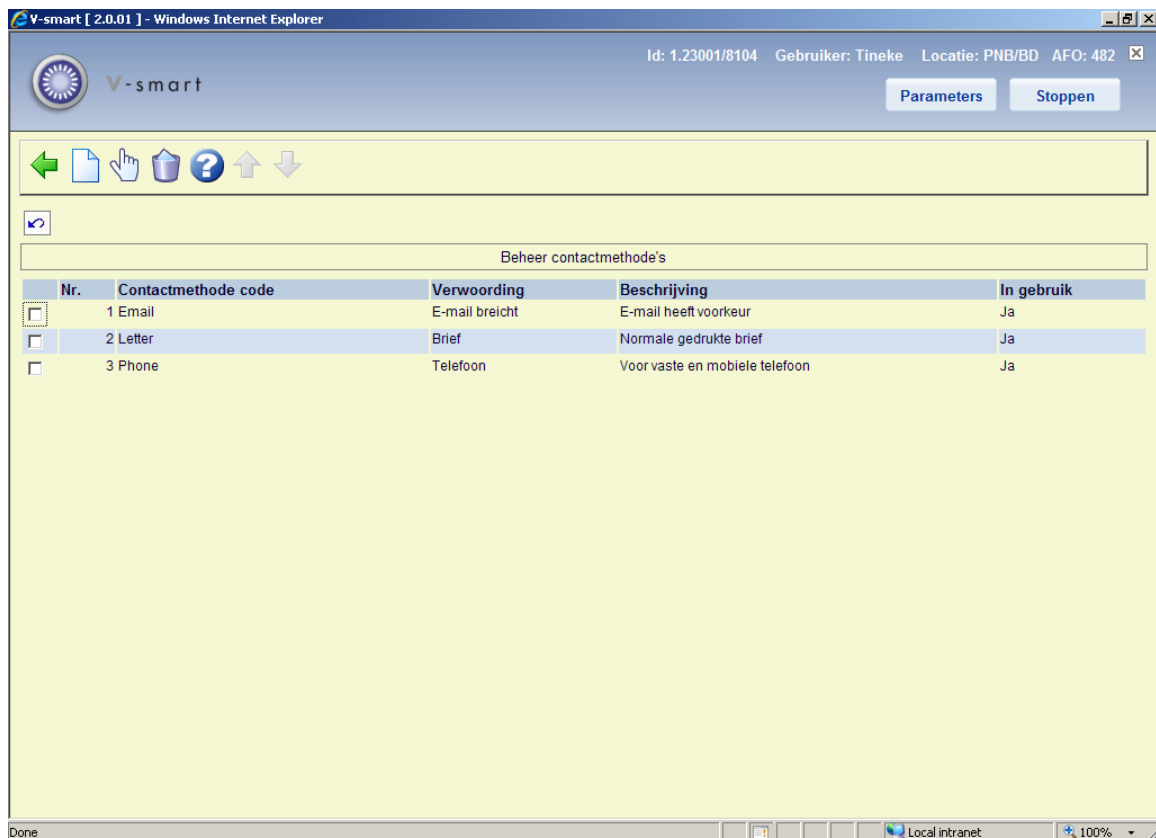 V-smart [ 2.0.01 ] - Windows Internet Explorer
Id: 1.23001/8104 Gebruiker: Tineke Locatie: PNB/BD AFO: 482
V-smart
Parameters Stoppen
Beheer contactmethode's
Nr. Contactmethode code Verwoording Beschrijving In gebruik
1 Email E-mail breicht E-mail heeft voorkeur Ja
2 Letter Brief Normale gedrukte brief Ja
3 Phone Telefoon Voor vaste en mobiele telefoon Ja
Done Local intranet 100%